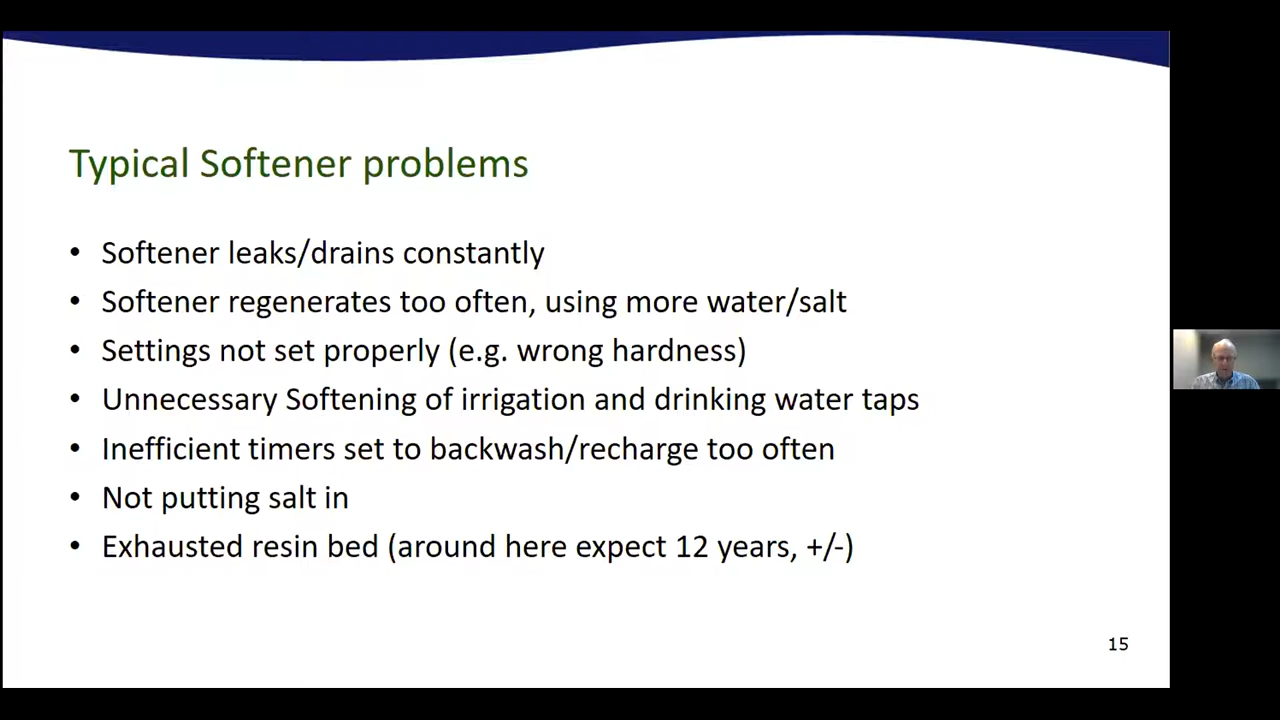 Typical Softener problems
• Softener leaks/drains constantly
• Softener regenerates too often, using more water/salt
• Settings not set properly (e.g. wrong hardness)
• Unnecessary Softening of irrigation and drinking water taps
• Inefficient timers set to backwash/recharge too often
• Not putting salt in
• Exhausted resin bed (around here expect 12 years, +/-)
15